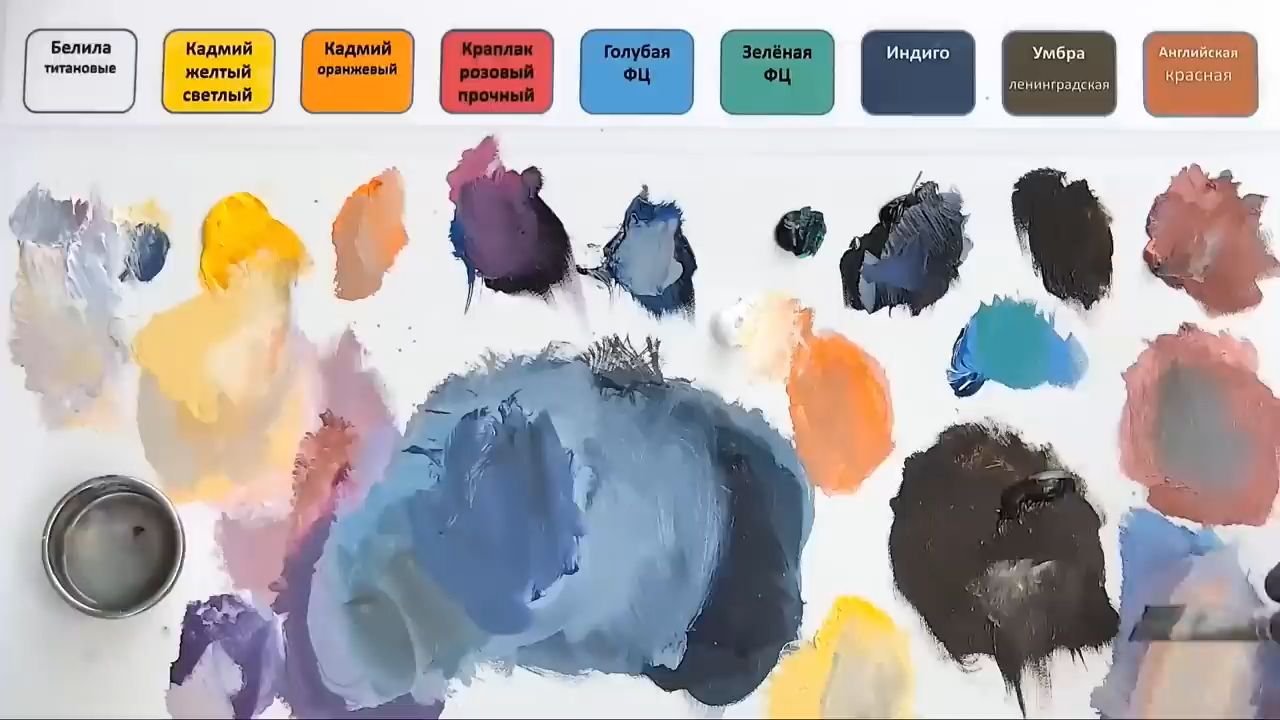 Белила
титановые
Кадмий
желтый
светлый
Кадмий
оранжевый
Краплак
розовый
прочный
Голубая
ФЦ
Зелёная
ФЦ
Индиго
Умбра
ленинградская
Английская
красная